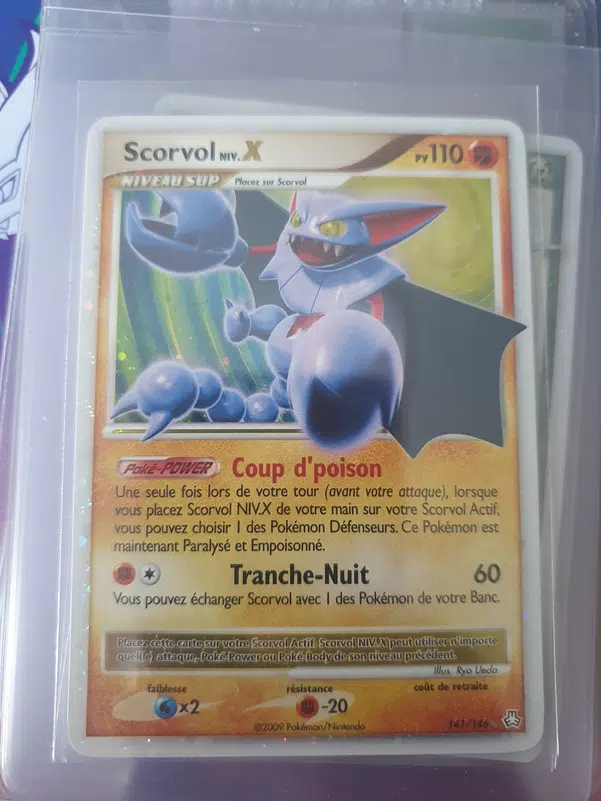 Scorvol NIV.X PV 110
NIVEAU SUP Placez sur Scorvol
Poké-POWER Coup d'poison
Une seule fois lors de votre tour (avant votre attaque), lorsque
vous placez Scorvol NIV.X de votre main sur votre Scorvol Actif,
vous pouvez choisir 1 des Pokémon Défenseurs. Ce Pokémon est
maintenant Paralysé et Empoisonné.
Tranche-Nuit 60
Vous pouvez échanger Scorvol avec 1 des Pokémon de votre Banc.
Placez cette carte sur votre Scorvol Actif. Scorvol NIV.X peut utiliser n'importe
quel(le) attaque, Poké-Power ou Poké-Body de son niveau précédent.
Illus. Ryo Ueda
faiblesse résistance coût de retraite
x2 -20
©2009 Pokémon/Nintendo 141/146